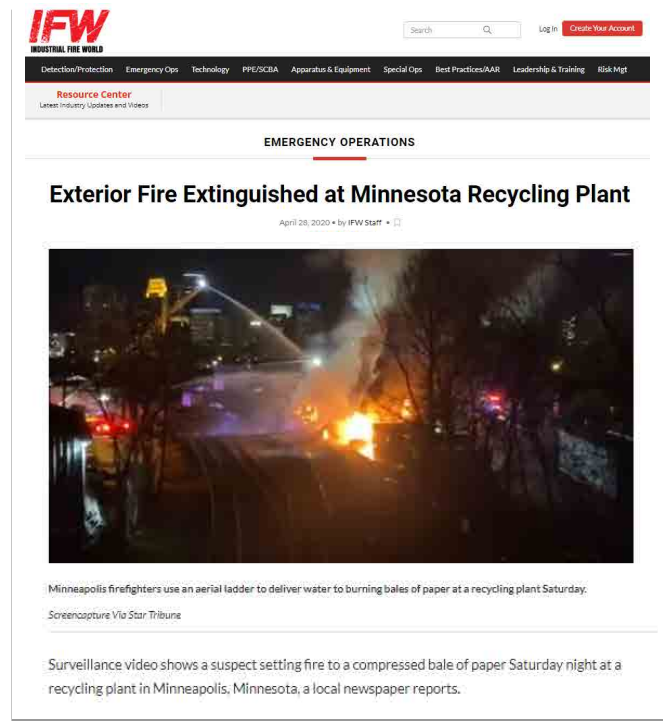 IFW
INDUSTRIAL FIRE WORLD
Search
Log In
Create Your Account
Detection/Protection Emergency Ops Technology PPE/SCBA Apparatus & Equipment Special Ops Best Practices/AAR Leadership & Training Risk Mgt
Resource Center
Latest Industry Updates and Videos
EMERGENCY OPERATIONS
Exterior Fire Extinguished at Minnesota Recycling Plant
April 28, 2020 • by IFW Staff •
Minneapolis firefighters use an aerial ladder to deliver water to burning bales of paper at a recycling plant Saturday.
Screencapture Via Star Tribune
Surveillance video shows a suspect setting fire to a compressed bale of paper Saturday night at a
recycling plant in Minneapolis, Minnesota, a local newspaper reports.